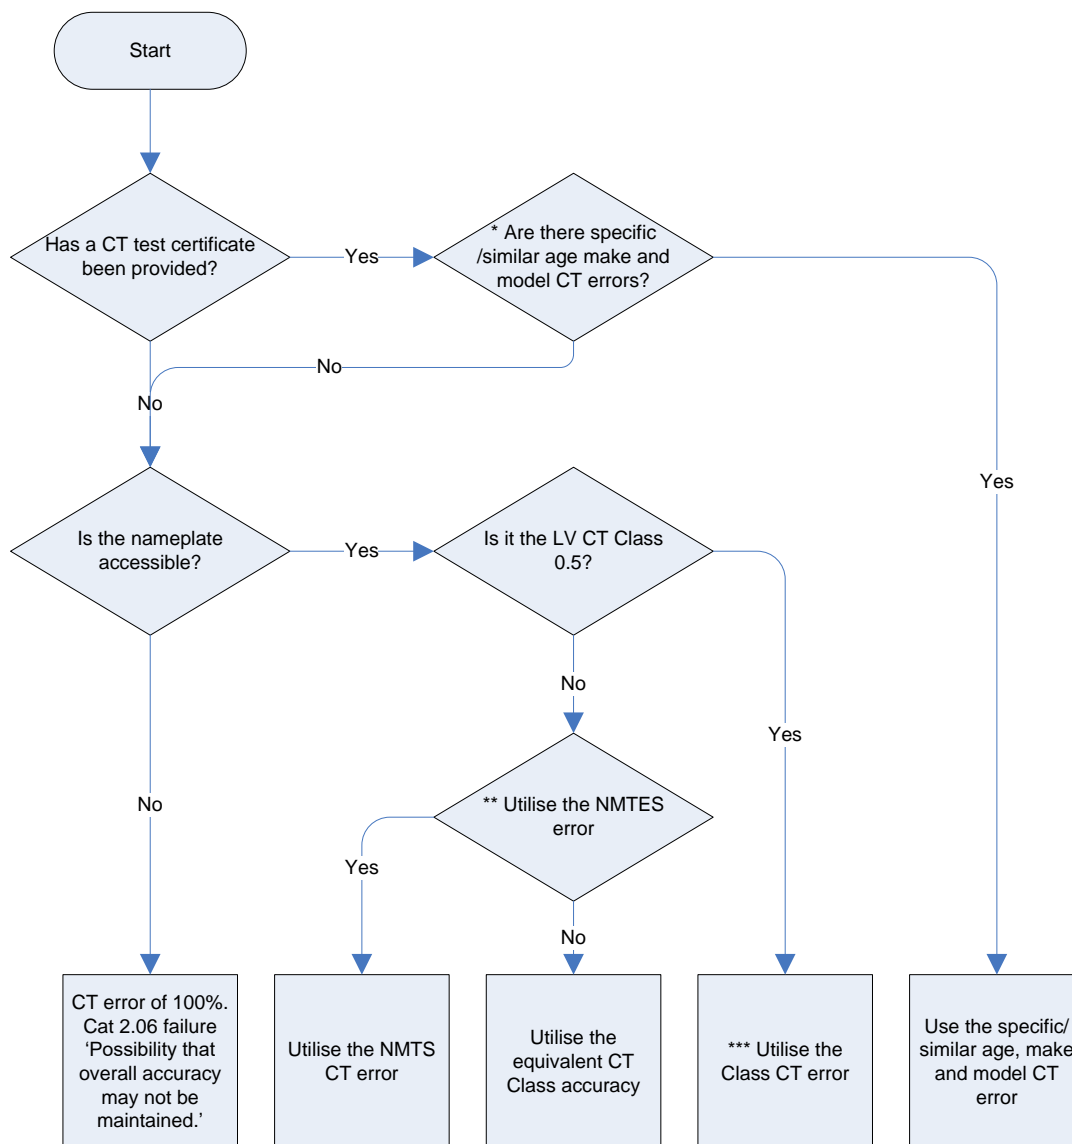 Start
Has a CT test certificate
been provided?
Yes
* Are there specific
/similar age make and
model CT errors?
No
No
Yes
Is the nameplate
accessible?
Yes
Is it the LV CT Class
0.5?
No
Yes
No
** Utilise the NMTES
error
Yes
No
CT error of 100%.
Cat 2.06 failure
‘Possibility that
overall accuracy
may not be
maintained.’
Utilise the NMTS
CT error
Utilise the
equivalent CT
Class accuracy
*** Utilise the
Class CT error
Use the specific/
similar age, make
and model CT
error